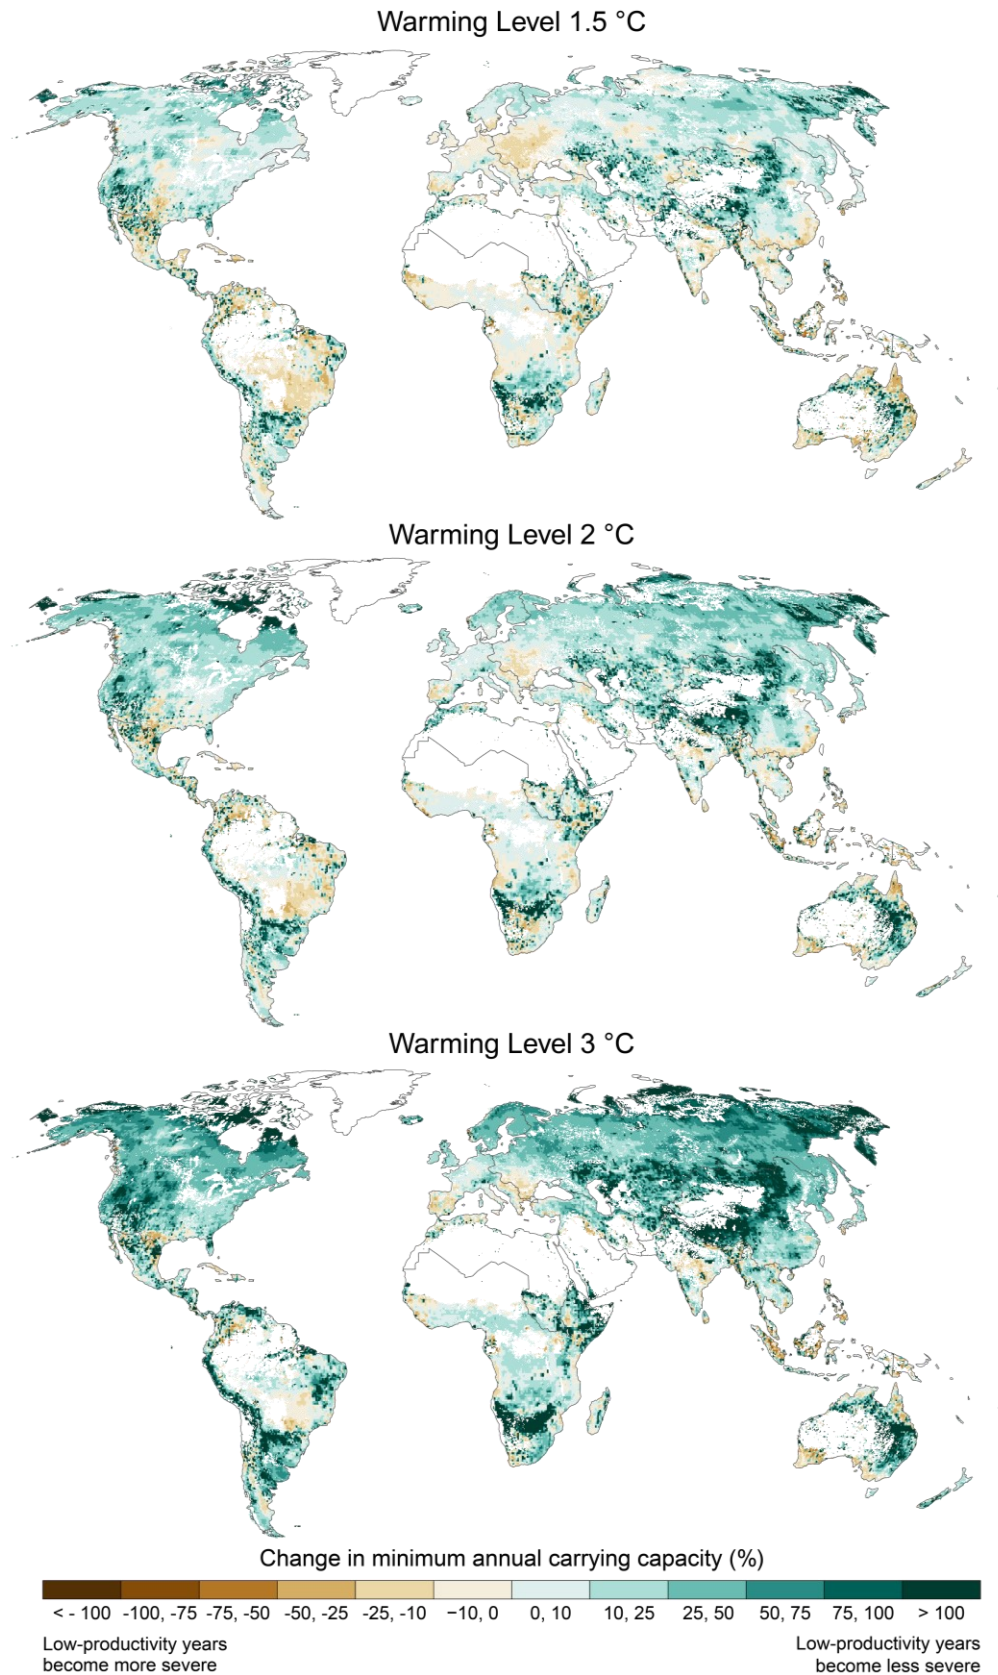 Warming Level 1.5 °C
Warming Level 2 °C
Warming Level 3 °C
Change in minimum annual carrying capacity (%)
< - 100 -100, -75 -75, -50 -50, -25 -25, -10 −10, 0 0, 10 10, 25 25, 50 50, 75 75, 100 > 100
Low-productivity years
become more severe
Low-productivity years
become less severe